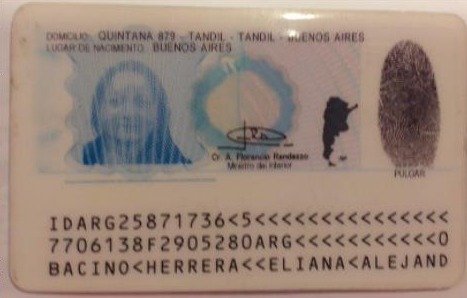 DOMICILIO: QUINTANA 879 - TANDIL - TANDIL - BUENOS AIRES
LUGAR DE NACIMIENTO: BUENOS AIRES
Cr. A. Florencio Randazzo
Ministro del Interior
PULGAR
IDARG25871736<5<<<<<<<<<<<<<<<
7706138F2905280ARG<<<<<<<<<<<0
BACINO<HERRERA<<ELIANA<ALEJAND